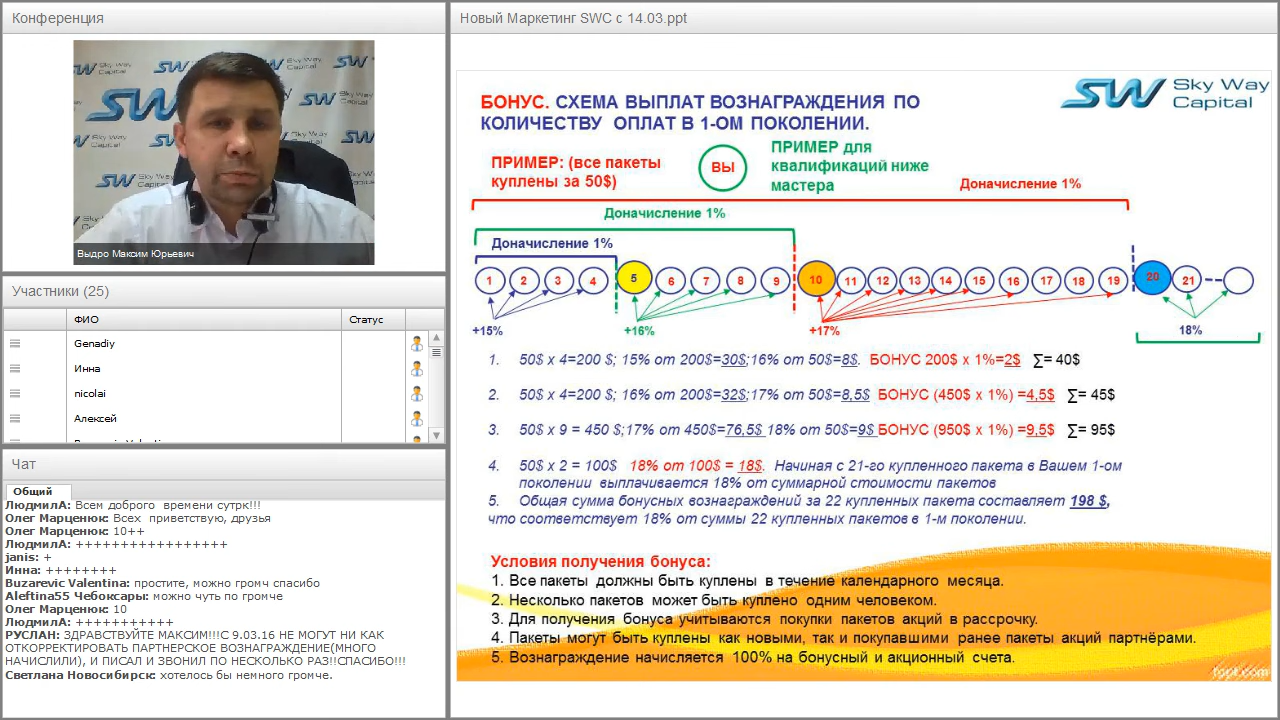 Конференция
SW Sky Way Capital
Выдро Максим Юрьевич
Участники (25)
ФИО Статус
Genadiy
Инна
nicolai
Алексей
Чат
Общий
ЛюдмилА: Всем доброго времени сутрк!!!
Олег Марценюк: Всех приветствую, друзья
Олег Марценюк: 10++
ЛюдмилА: +++++++++++++++++
janis: +
Инна: ++++++++
Buzarevic Valentina: простите, можно громч спасибо
Aleftina55 Чебоксары: можно чуть по громче
Олег Марценюк: 10
ЛюдмилА: +++++++++++
РУСЛАН: ЗДРАВСТВУЙТЕ МАКСИМ!!!С 9.03.16 НЕ МОГУТ НИ КАК
ОТКОРРЕКТИРОВАТЬ ПАРТНЕРСКОЕ ВОЗНАГРАЖДЕНИЕ(МНОГО
НАЧИСЛИЛИ), И ПИСАЛ И ЗВОНИЛ ПО НЕСКОЛЬКО РАЗ!!СПАСИБО!!!
Светлана Новосибирск: хотелось бы немного громче.
Новый Маркетинг SWC с 14.03.ppt
SW Sky Way
Capital
БОНУС. СХЕМА ВЫПЛАТ ВОЗНАГРАЖДЕНИЯ ПО
КОЛИЧЕСТВУ ОПЛАТ В 1-ОМ ПОКОЛЕНИИ.
ПРИМЕР: (все пакеты
куплены за 50$)
ВЫ
ПРИМЕР для
квалификаций ниже
мастера
Доначисление 1%
Доначисление 1%
Доначисление 1%
1 2 3 4 5 6 7 8 9 10 11 12 13 14 15 16 17 18 19 20 21
+15% +16% +17% 18%
1. 50$ х 4=200 $; 15% от 200$=30$;16% от 50$=8$. БОНУС 200$ х 1%=2$ ∑= 40$
2. 50$ х 4=200 $; 16% от 200$=32$;17% от 50$=8,5$ БОНУС (450$ х 1%) =4,5$ ∑= 45$
3. 50$ х 9 = 450 $;17% от 450$=76,5$ 18% от 50$=9$ БОНУС (950$ х 1%) =9,5$ ∑= 95$
4. 50$ х 2 = 100$ 18% от 100$ = 18$. Начиная с 21-го купленного пакета в Вашем 1-ом
поколении выплачивается 18% от суммарной стоимости пакетов
5. Общая сумма бонусных вознаграждений за 22 купленных пакета составляет 198 $,
что соответствует 18% от суммы 22 купленных пакетов в 1-м поколении.
Условия получения бонуса:
1. Все пакеты должны быть куплены в течение календарного месяца.
2. Несколько пакетов может быть куплено одним человеком.
3. Для получения бонуса учитываются покупки пакетов акций в рассрочку.
4. Пакеты могут быть куплены как новыми, так и покупавшими ранее пакеты акций партнёрами.
5. Вознаграждение начисляется 100% на бонусный и акционный счета.